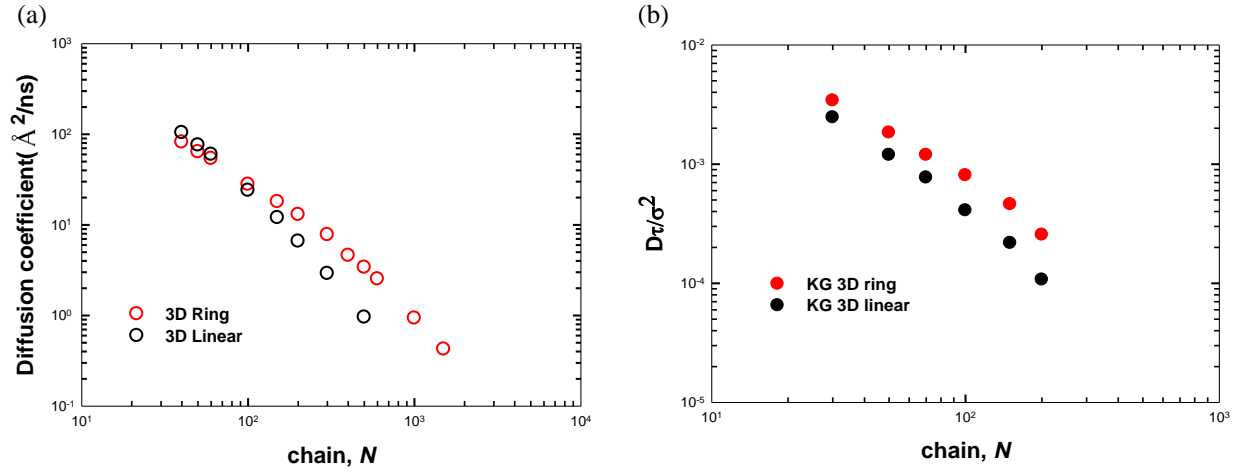 (a)
Diffusion coefficient( Å²/ns)
10³
10²
10¹
10⁰
10⁻¹
3D Ring
3D Linear
10¹ 10² 10³ 10⁴
chain, N
(b)
Dτ/σ²
10⁻²
10⁻³
10⁻⁴
10⁻⁵
KG 3D ring
KG 3D linear
10¹ 10² 10³
chain, N